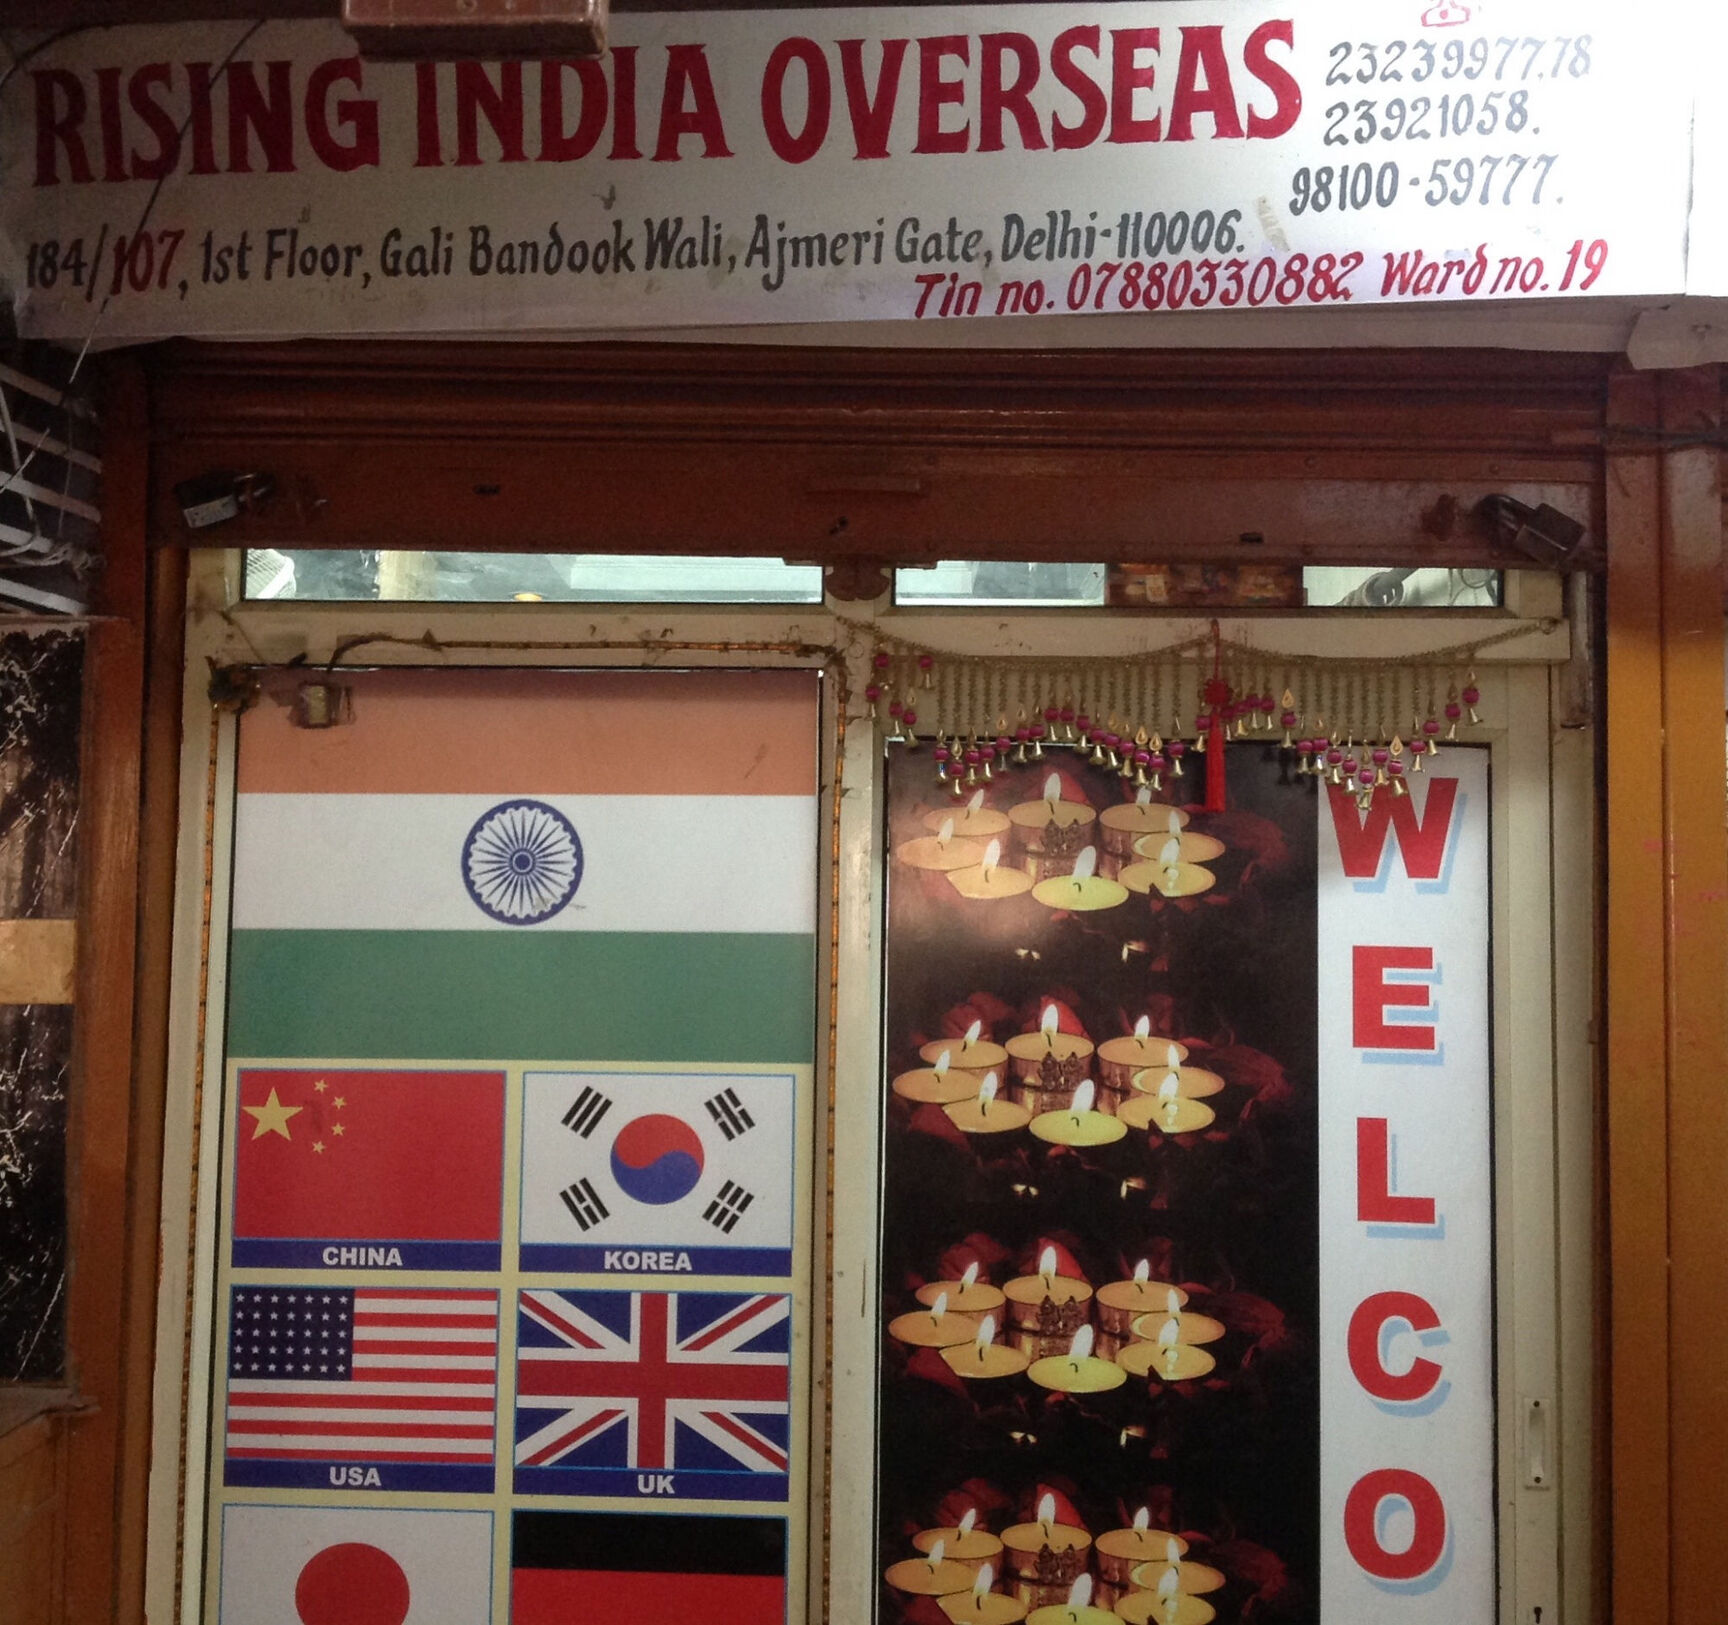 RISING INDIA OVERSEAS
23239977,78
23921058.
98100-59777.
184/107, 1st Floor, Gali Bandook Wali, Ajmeri Gate, Delhi-110006.
Tin no. 07880330882 Ward no. 19
CHINA
KOREA
USA
UK
WELCO